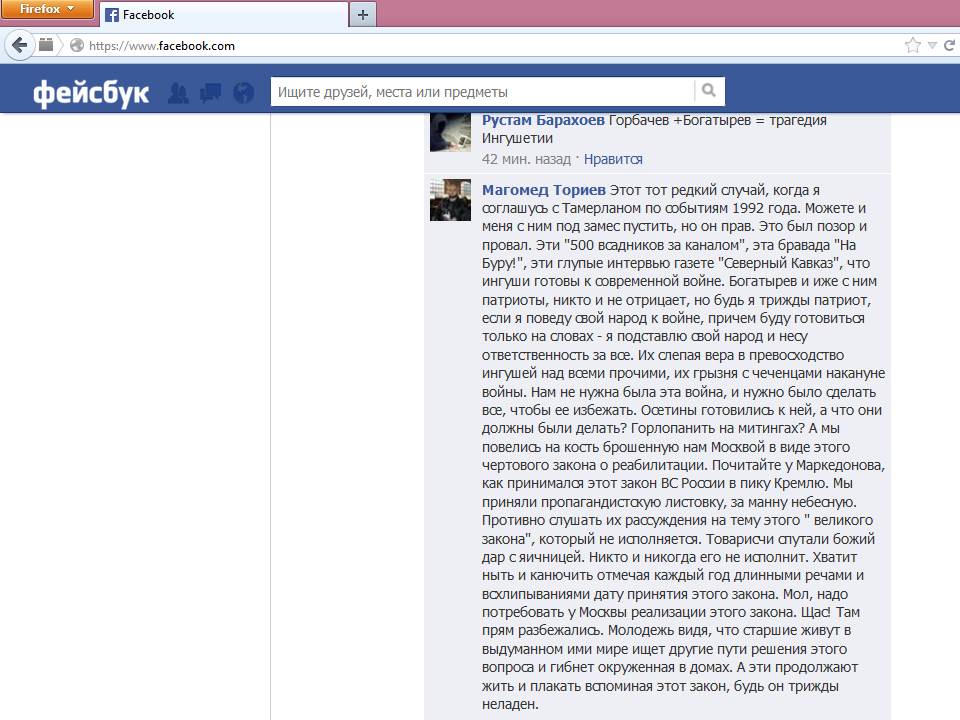 Firefox
Facebook
https://www.facebook.com
фейсбук
Ищите друзей, места или предметы
Рустам Барахоев Горбачев +Богатырев = трагедия
Ингушетии
42 мин. назад · Нравится
Магомед Ториев Этот тот редкий случай, когда я
соглашусь с Тамерланом по событиям 1992 года. Можете и
меня с ним под замес пустить, но он прав. Это был позор и
провал. Эти "500 всадников за каналом", эта бравада "На
Буру!", эти глупые интервью газете "Северный Кавказ", что
ингуши готовы к современной войне. Богатырев и иже с ним
патриоты, никто и не отрицает, но будь я трижды патриот,
если я поведу свой народ к войне, причем буду готовиться
только на словах - я подставлю свой народ и несу
ответственность за все. Их слепая вера в превосходство
ингушей над всеми прочими, их грызня с чеченцами накануне
войны. Нам не нужна была эта война, и нужно было сделать
все, чтобы ее избежать. Осетины готовились к ней, а что они
должны были делать? Горлопанить на митингах? А мы
повелись на кость брошенную нам Москвой в виде этого
чертового закона о реабилитации. Почитайте у Маркедонова,
как принимался этот закон ВС России в пику Кремлю. Мы
приняли пропагандистскую листовку, за манну небесную.
Противно слушать их рассуждения на тему этого " великого
закона", который не исполняется. Товарисчи спутали божий
дар с яичницей. Никто и никогда его не исполнит. Хватит
ныть и канючить отмечая каждый год длинными речами и
всхлипываниями дату принятия этого закона. Мол, надо
потребовать у Москвы реализации этого закона. Щас! Там
прям разбежались. Молодежь видя, что старшие живут в
выдуманном ими мире ищет другие пути решения этого
вопроса и гибнет окруженная в домах. А эти продолжают
жить и плакать вспоминая этот закон, будь он трижды
неладен.